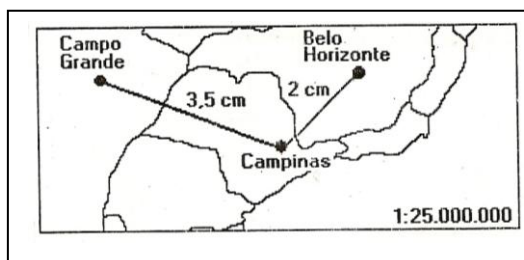 Campo
Grande
Belo
Horizonte
3,5 cm
2 cm
Campinas
1:25.000.000